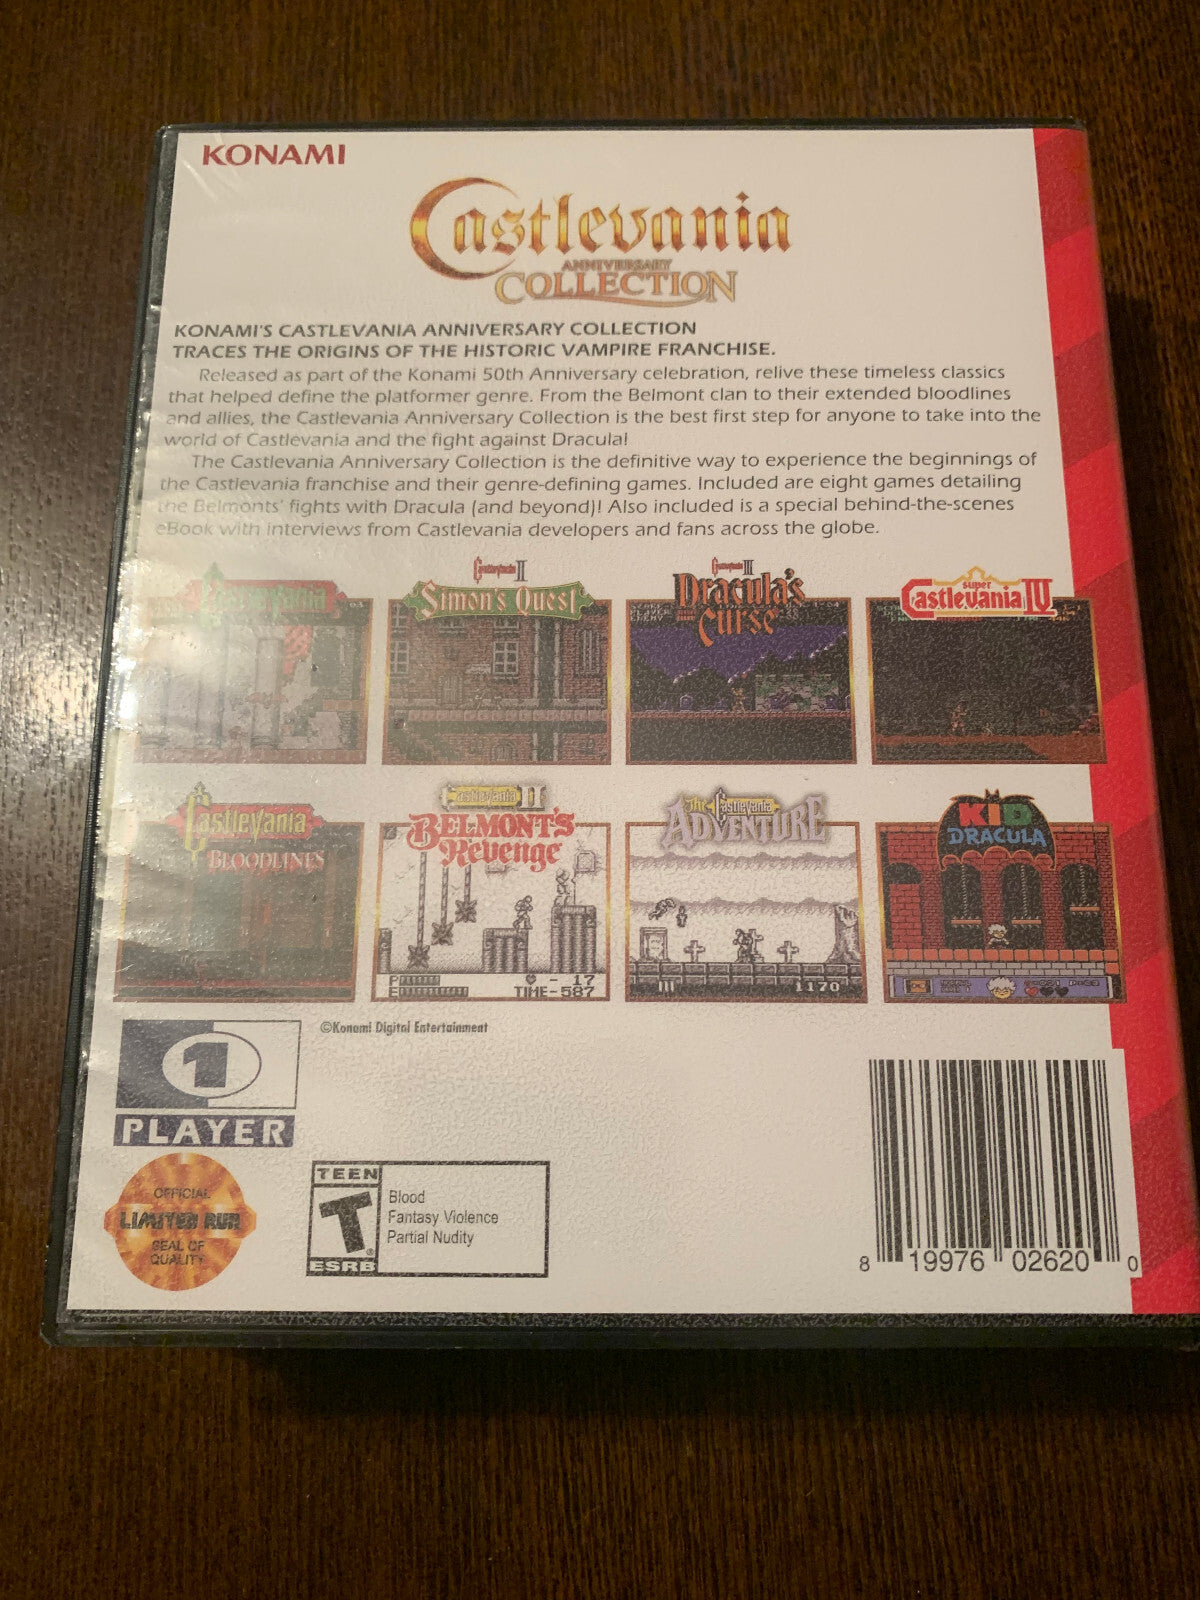 KONAMI
Castlevania
ANNIVERSARY
COLLECTION
KONAMI'S CASTLEVANIA ANNIVERSARY COLLECTION
TRACES THE ORIGINS OF THE HISTORIC VAMPIRE FRANCHISE.
Released as part of the Konami 50th Anniversary celebration, relive these timeless classics
that helped define the platformer genre. From the Belmont clan to their extended bloodlines
and allies, the Castlevania Anniversary Collection is the best first step for anyone to take into the
world of Castlevania and the fight against Dracula!
The Castlevania Anniversary Collection is the definitive way to experience the beginnings of
the Castlevania franchise and their genre-defining games. Included are eight games detailing
the Belmonts' fights with Dracula (and beyond)! Also included is a special behind-the-scenes
eBook with interviews from Castlevania developers and fans across the globe.
Castlevania
Castlevania II
Simon's Quest
Castlevania III
Dracula's
Curse
Super
Castlevania IV
Castlevania
BLOODLINES
Castlevania II
BELMONT'S
Revenge
P
E
- 17
TIME-587
The Castlevania
ADVENTURE
1170
KID
DRACULA
©Konami Digital Entertainment
1
PLAYER
OFFICIAL
LIMITED RUN
SEAL OF
QUALITY
TEEN
T
ESRB
Blood
Fantasy Violence
Partial Nudity
8 19976 02620 0